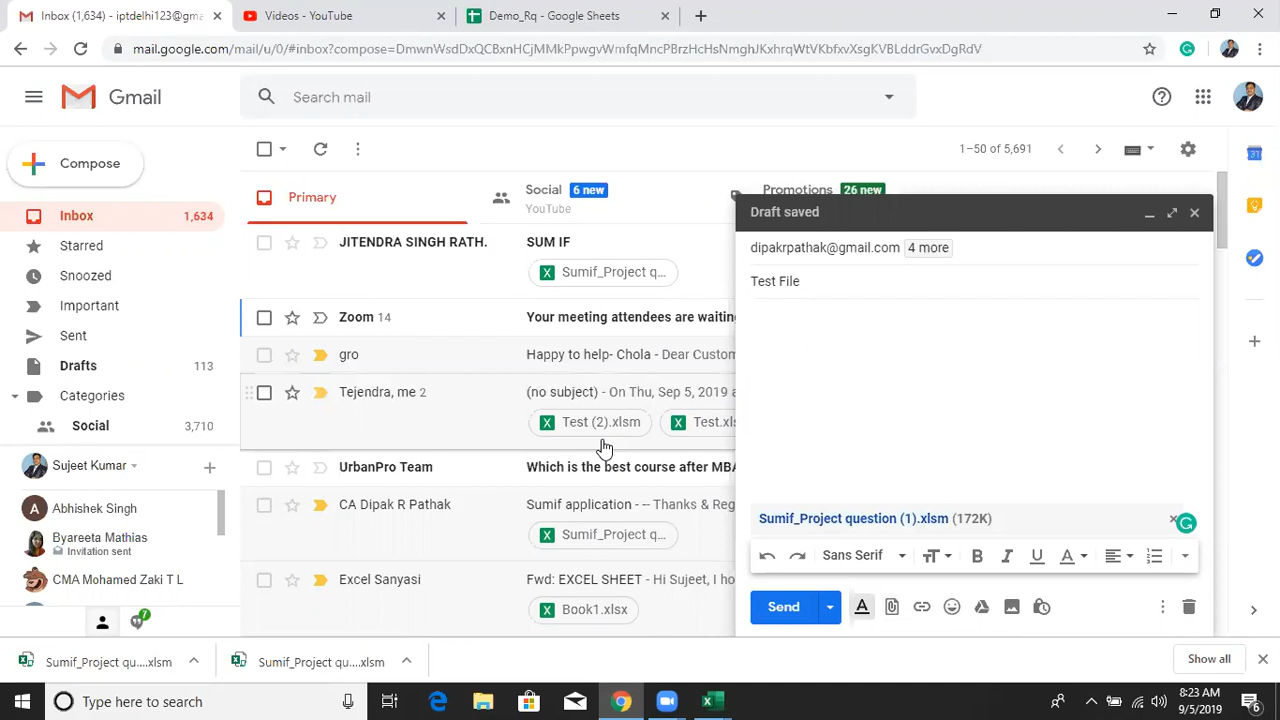 Inbox (1,634) - iptdelhi123@gma
Videos - YouTube
Demo_Rq - Google Sheets
mail.google.com/mail/u/0/#inbox?compose=DmwnWsdDxQCBxnHCjMMkPpwgvWmfqMncPBrzHcHsNmghJKxhrqWtVKbfxvXsgKVBLddrGvxDgRdV
Gmail
Search mail
Compose
1–50 of 5,691
Inbox 1,634
Starred
Snoozed
Important
Sent
Drafts 113
Categories
Social 3,710
Sujeet Kumar
Abhishek Singh
Byareeta Mathias
Invitation sent
CMA Mohamed Zaki T L
7
Primary
Social 6 new
YouTube
Promotions 26 new
JITENDRA SINGH RATH. SUM IF
Sumif_Project q...
Zoom 14 Your meeting attendees are waitin
gro Happy to help- Chola - Dear Custom
Tejendra, me 2 (no subject) - On Thu, Sep 5, 2019 a
Test (2).xlsm Test.xls
UrbanPro Team Which is the best course after MBA
CA Dipak R Pathak Sumif application - -- Thanks & Reg
Sumif_Project q...
Excel Sanyasi Fwd: EXCEL SHEET - Hi Sujeet, I ho
Book1.xlsx
Draft saved
dipakrpathak@gmail.com 4 more
Test File
Sumif_Project question (1).xlsm (172K)
Sans Serif
Send
Sumif_Project qu....xlsm
Sumif_Project qu....xlsm
Show all
Type here to search
8:23 AM
9/5/2019
6